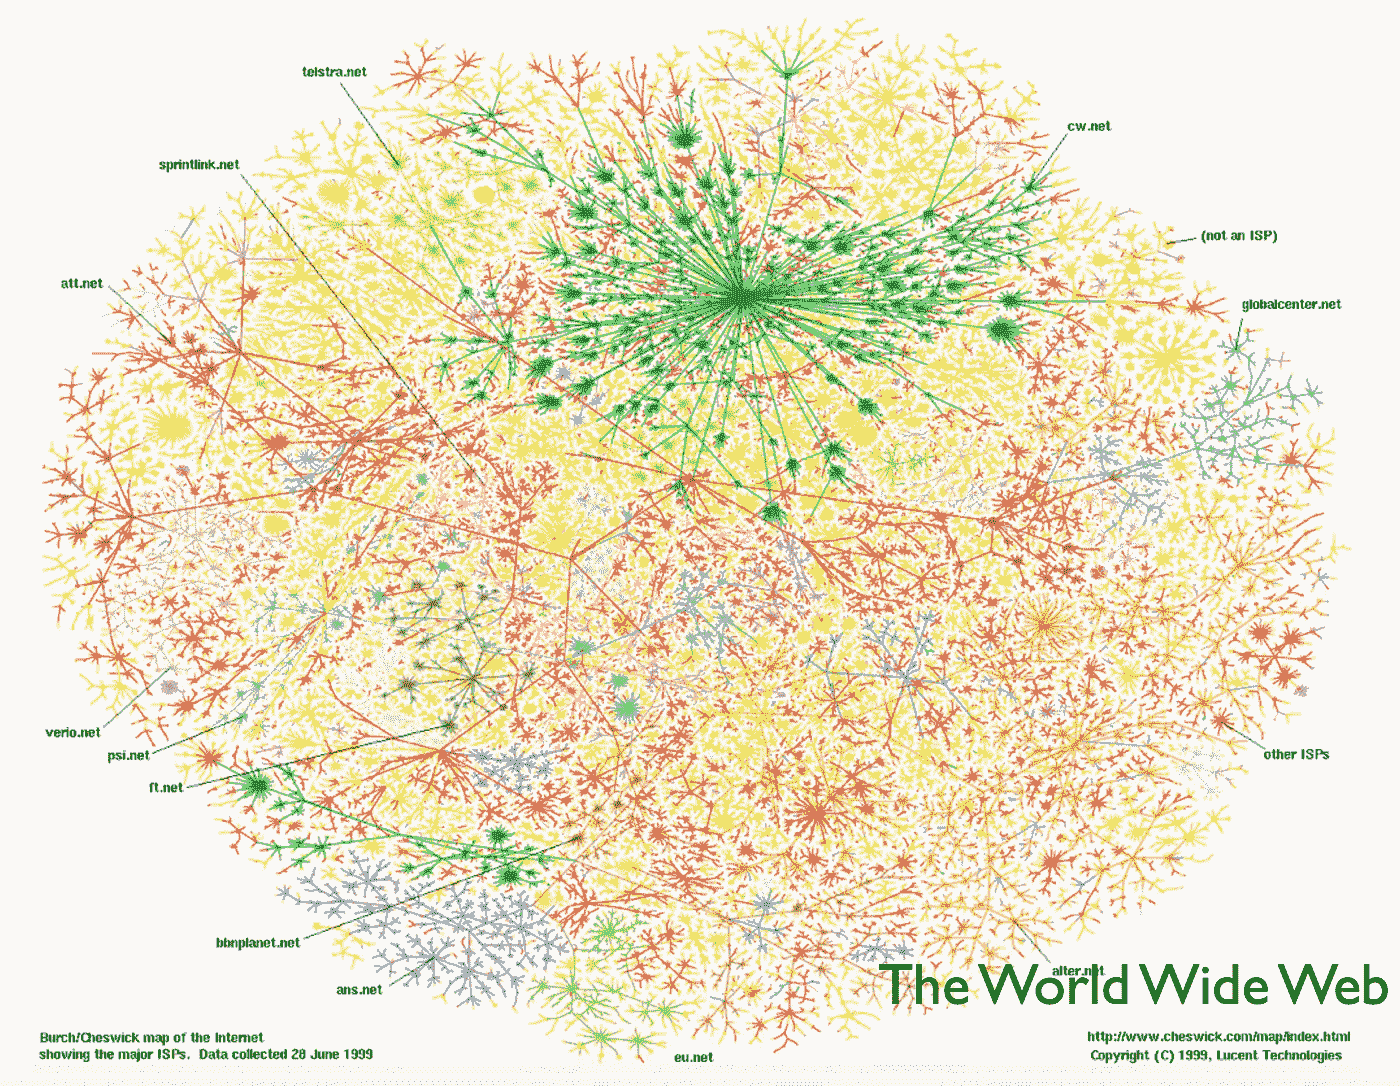 telstra.net
cw.net
sprintlink.net
(not an ISP)
att.net
globalcenter.net
verio.net
psi.net
other ISPs
ft.net
bbnplanet.net
alter.net
ans.net
The World Wide Web
Burch/Cheswick map of the Internet
showing the major ISPs. Data collected 28 June 1999
eu.net
http://www.cheswick.com/map/index.html
Copyright (C) 1999, Lucent Technologies